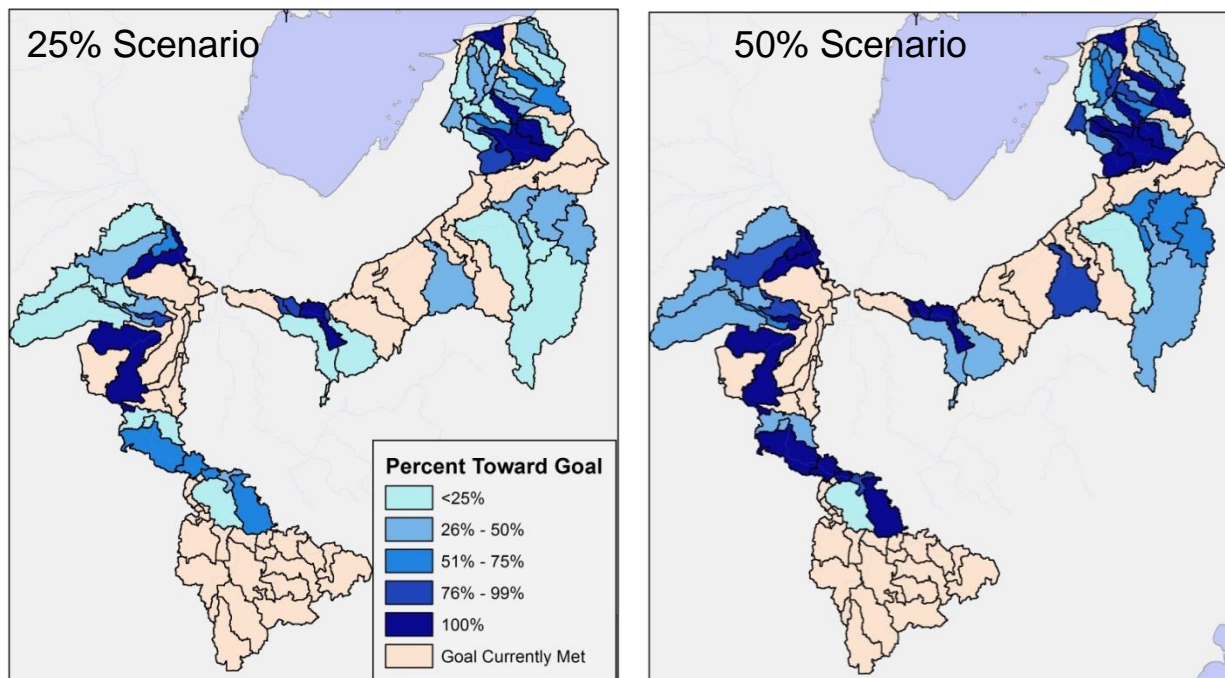 25% Scenario
50% Scenario
Percent Toward Goal
<25%
26% - 50%
51% - 75%
76% - 99%
100%
Goal Currently Met